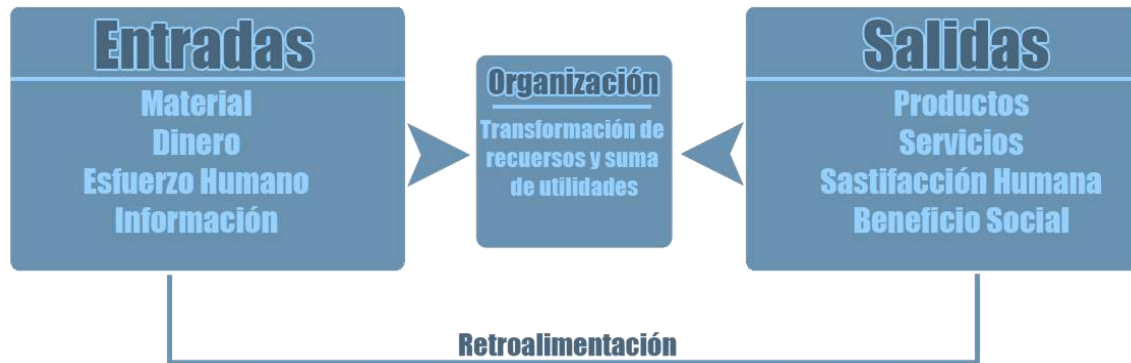 Entradas
Material
Dinero
Esfuerzo Humano
Información
Organización
Transformación de
recuersos y suma
de utilidades
Salidas
Productos
Servicios
Sastifacción Humana
Beneficio Social
Retroalimentación